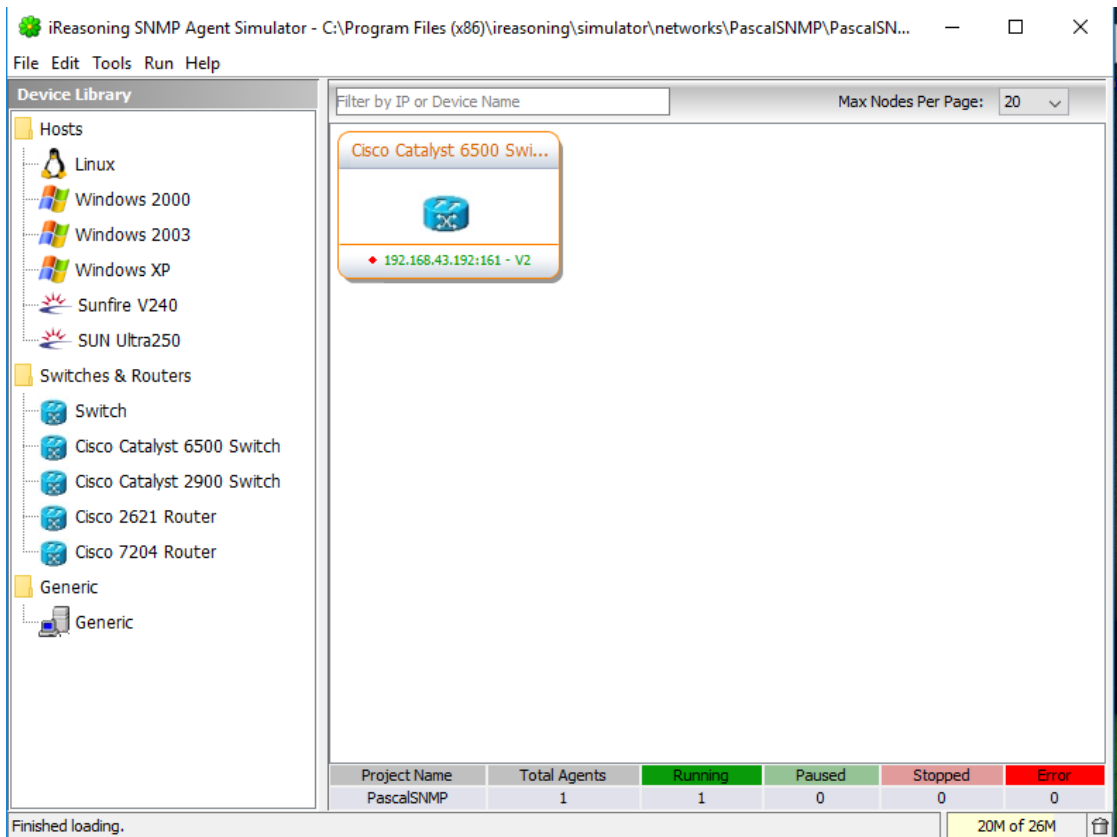 iReasoning SNMP Agent Simulator - C:\Program Files (x86)\ireasoning\simulator\networks\PascalSNMP\PascalSN...
File Edit Tools Run Help
Device Library
Hosts
Linux
Windows 2000
Windows 2003
Windows XP
Sunfire V240
SUN Ultra250
Switches & Routers
Switch
Cisco Catalyst 6500 Switch
Cisco Catalyst 2900 Switch
Cisco 2621 Router
Cisco 7204 Router
Generic
Generic
Filter by IP or Device Name
Max Nodes Per Page: 20
Cisco Catalyst 6500 Swi...
192.168.43.192:161 - V2
Project Name Total Agents Running Paused Stopped Error
PascalSNMP 1 1 0 0 0
Finished loading.
20M of 26M